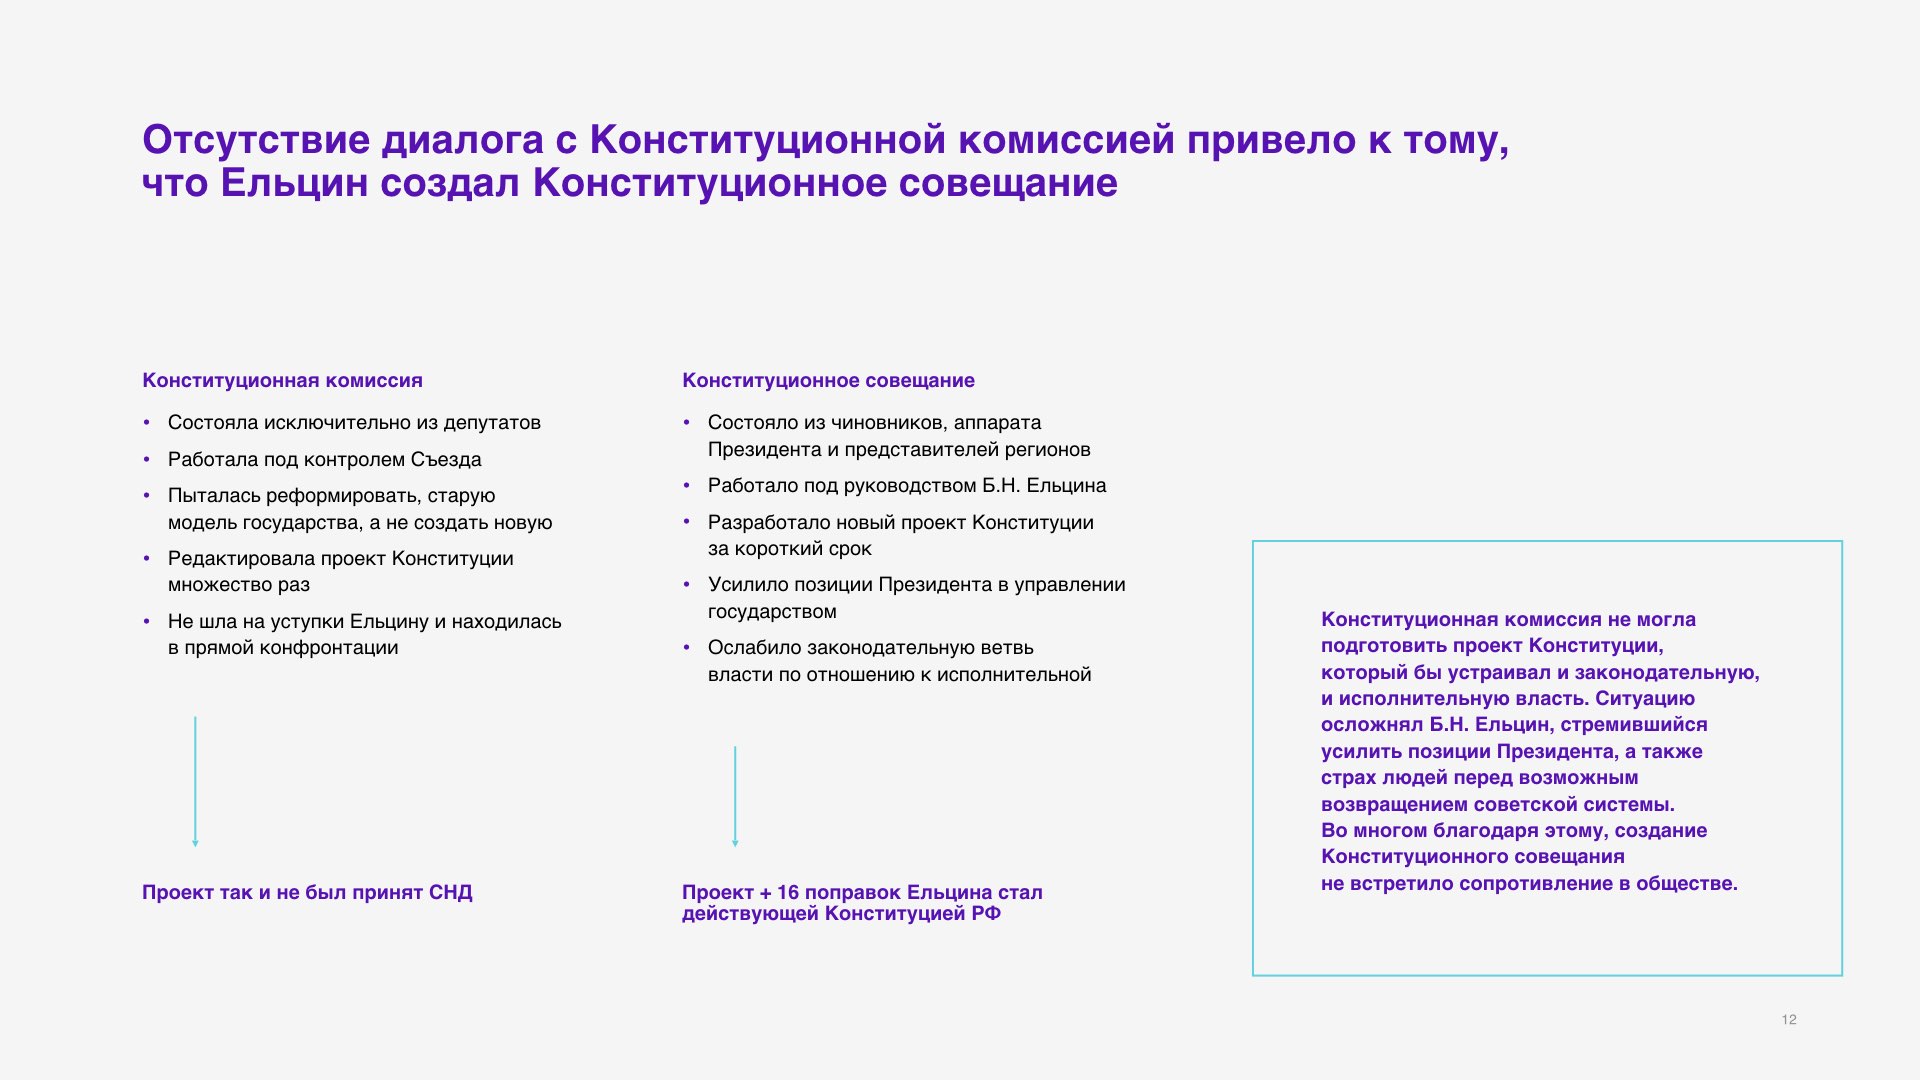 Отсутствие диалога с Конституционной комиссией привело к тому,
что Ельцин создал Конституционное совещание
Конституционная комиссия
• Состояла исключительно из депутатов
• Работала под контролем Съезда
• Пыталась реформировать, старую
модель государства, а не создать новую
• Редактировала проект Конституции
множество раз
• Не шла на уступки Ельцину и находилась
в прямой конфронтации
Проект так и не был принят СНД
Конституционное совещание
• Состояло из чиновников, аппарата
Президента и представителей регионов
• Работало под руководством Б.Н. Ельцина
• Разработало новый проект Конституции
за короткий срок
• Усилило позиции Президента в управлении
государством
• Ослабило законодательную ветвь
власти по отношению к исполнительной
Проект + 16 поправок Ельцина стал
действующей Конституцией РФ
Конституционная комиссия не могла
подготовить проект Конституции,
который бы устраивал и законодательную,
и исполнительную власть. Ситуацию
осложнял Б.Н. Ельцин, стремившийся
усилить позиции Президента, а также
страх людей перед возможным
возвращением советской системы.
Во многом благодаря этому, создание
Конституционного совещания
не встретило сопротивление в обществе.
12